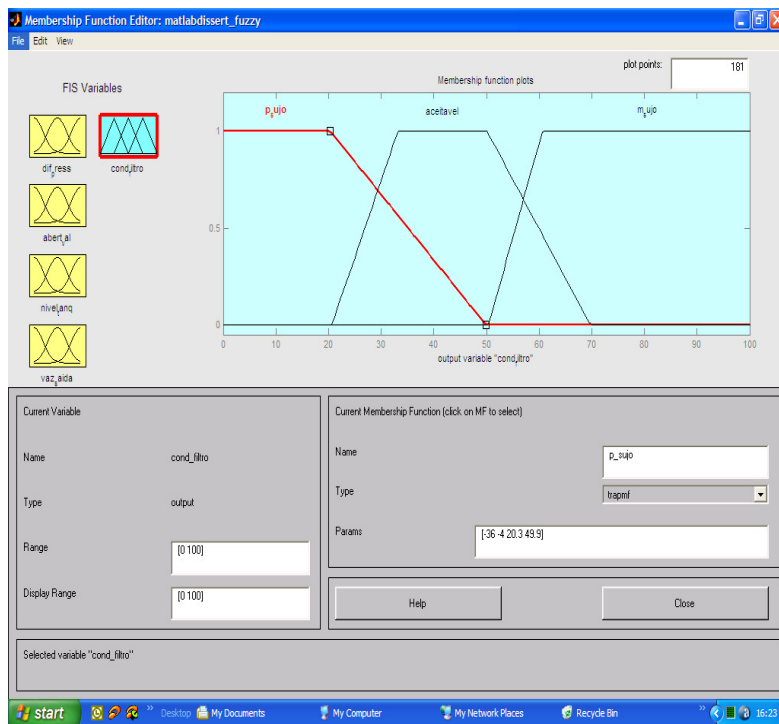 Membership Function Editor: matlabdissert_fuzzy
File Edit View
FIS Variables
plot points: 181
Membership function plots
p_sujo aceitavel m_sujo
1
0.5
0
0 10 20 30 40 50 60 70 80 90 100
output variable "cond_filtro"
dif_press cond_filtro
abert_val
nivel_tanq
vaz_saida
Current Variable
Name cond_filtro
Type output
Range [0 100]
Display Range [0 100]
Current Membership Function (click on MF to select)
Name p_sujo
Type trapmf
Params [-36 -4 20.3 49.9]
Help Close
Selected variable "cond_filtro"
start » Desktop My Documents My Computer My Network Places Recycle Bin » 16:23